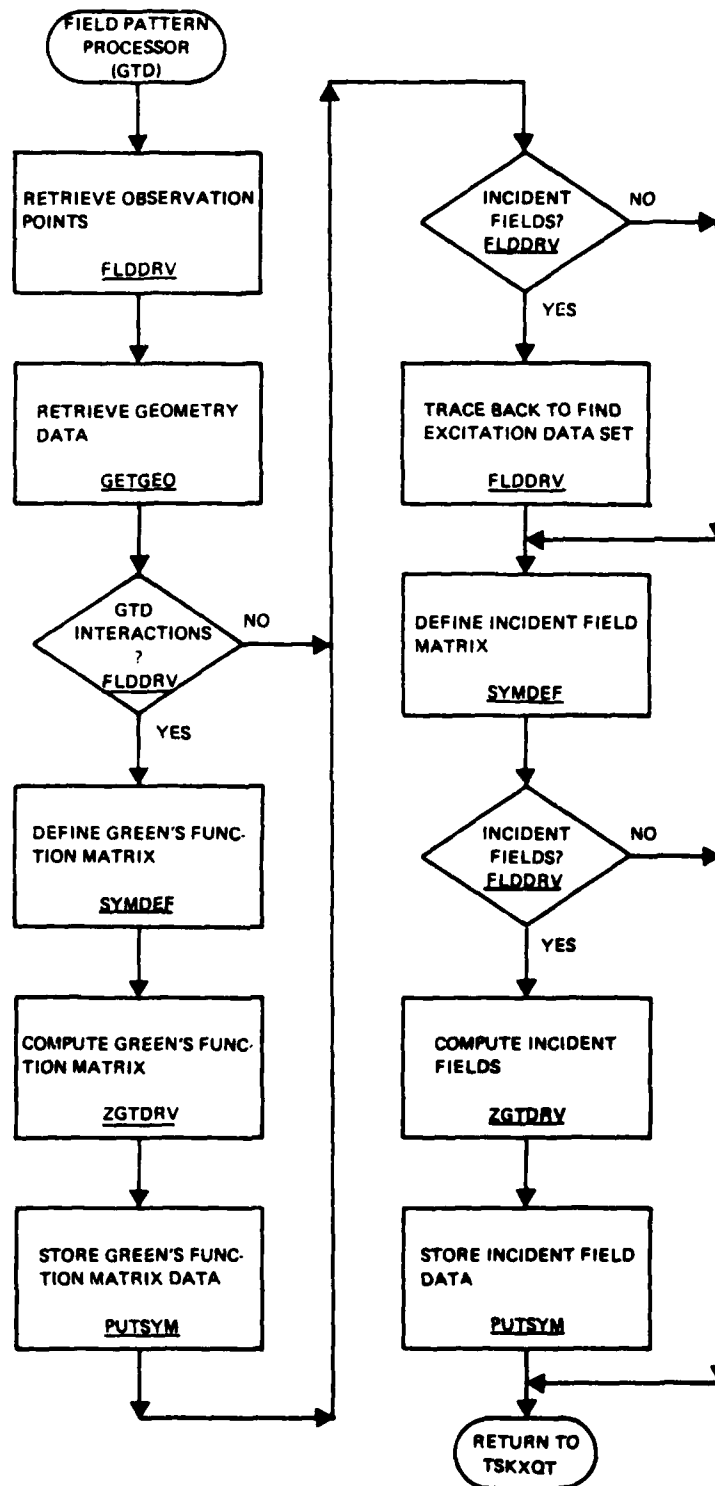 FIELD PATTERN
PROCESSOR
(GTD)
RETRIEVE OBSERVATION
POINTS
FLDDRV
RETRIEVE GEOMETRY
DATA
GETGEO
GTD
INTERACTIONS
?
FLDDRV
NO
YES
DEFINE GREEN'S FUNC-
TION MATRIX
SYMDEF
COMPUTE GREEN'S FUNC-
TION MATRIX
ZGTDRV
STORE GREEN'S FUNC-
TION MATRIX DATA
PUTSYM
INCIDENT
FIELDS?
FLDDRV
NO
YES
TRACE BACK TO FIND
EXCITATION DATA SET
FLDDRV
DEFINE INCIDENT FIELD
MATRIX
SYMDEF
INCIDENT
FIELDS?
FLDDRV
NO
YES
COMPUTE INCIDENT
FIELDS
ZGTDRV
STORE INCIDENT FIELD
DATA
PUTSYM
RETURN TO
TSKXQT